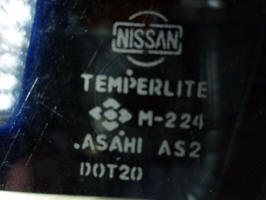 NISSAN
TEMPERLITE
M-224
.ASAHI AS2
DOT20